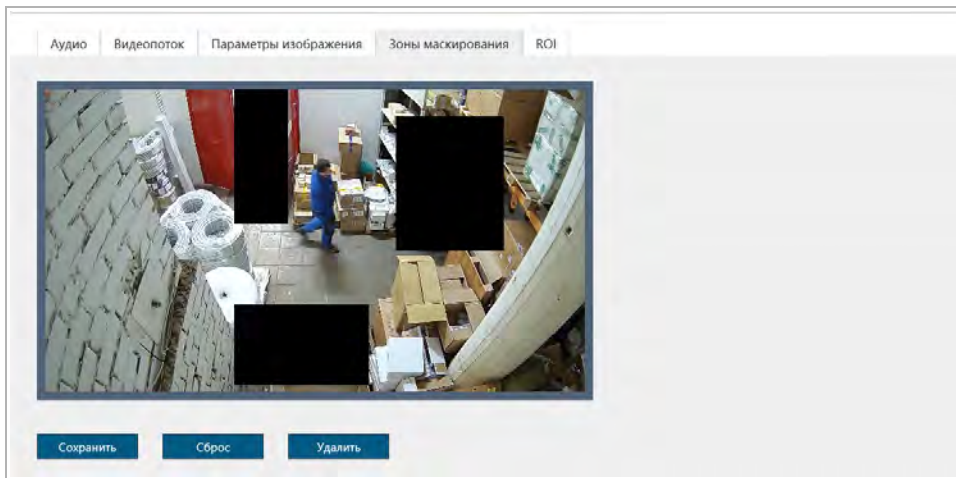 Аудио Видеопоток Параметры изображения Зоны маскирования ROI
Сохранить Сброс Удалить